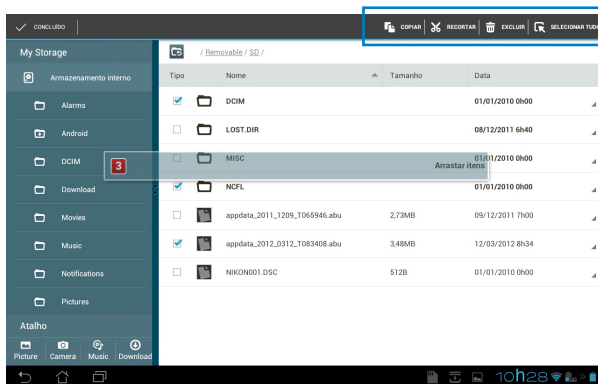 CONCLUÍDO COPIAR RECORTAR EXCLUIR SELECIONAR TUDO
My Storage / Removable / SD /
Armazenamento interno Tipo Nome Tamanho Data
Alarms DCIM 01/01/2010 0h00
Android LOST.DIR 08/12/2011 6h40
DCIM MISC 01/01/2010 0h00
3 Arrastar itens
Download NCFL 01/01/2010 0h00
Movies appdata_2011_1209_T065946.abu 2,73MB 09/12/2011 7h00
Music appdata_2012_0312_T083408.abu 3,48MB 12/03/2012 8h34
Notifications NIKON001.DSC 512B 01/01/2010 0h00
Pictures
Atalho
Picture Camera Music Download
10h28